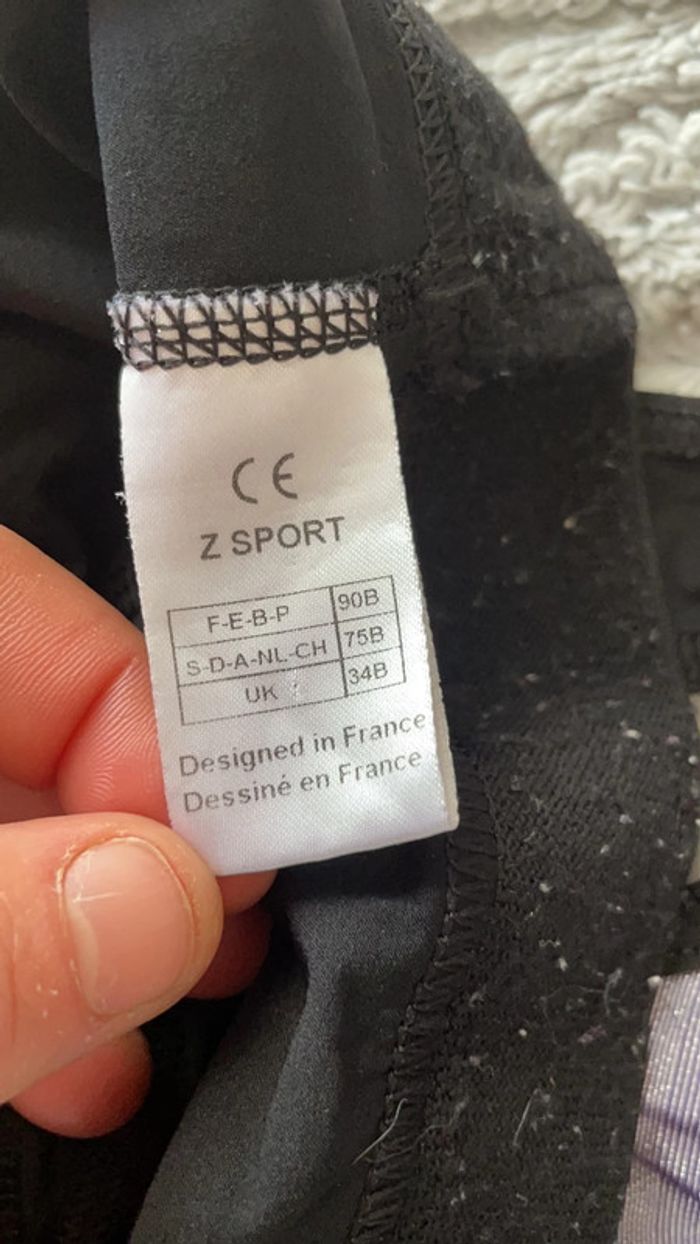 CE
Z SPORT
F-E-B-P 90B
S-D-A-NL-CH 75B
UK 34B
Designed in France
Dessiné en France